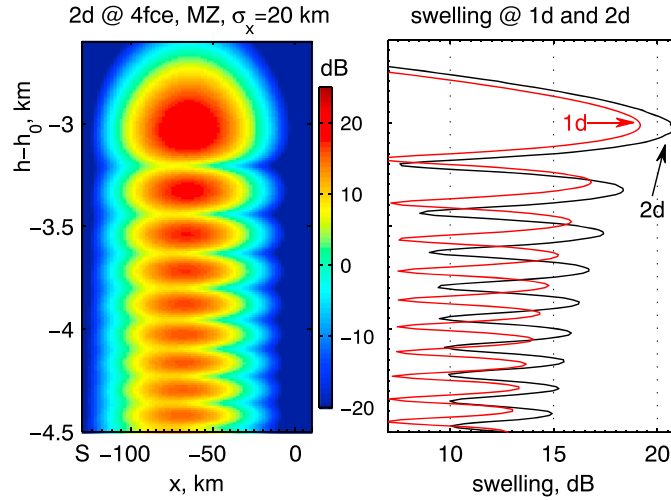 2d @ 4fce, MZ, σₓ=20 km
swelling @ 1d and 2d
dB
20
10
0
-10
-20
h-h₀, km
-3
-3.5
-4
-4.5
S -100 -50 0
x, km
1d
2d
10 15 20
swelling, dB